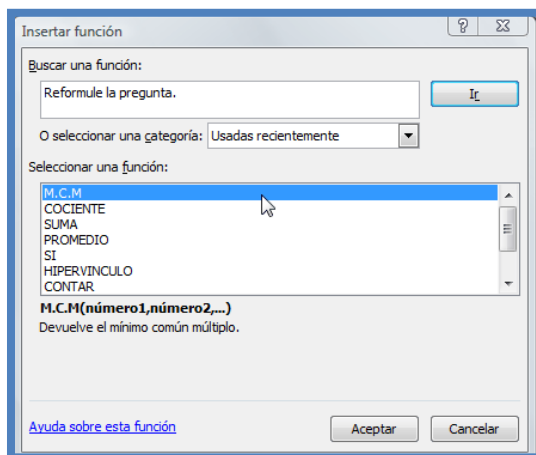 Insertar función
Buscar una función:
Reformule la pregunta.
Ir
O seleccionar una categoría: Usadas recientemente
Seleccionar una función:
M.C.M
COCIENTE
SUMA
PROMEDIO
SI
HIPERVINCULO
CONTAR
M.C.M(número1,número2,...)
Devuelve el mínimo común múltiplo.
Ayuda sobre esta función
Aceptar
Cancelar